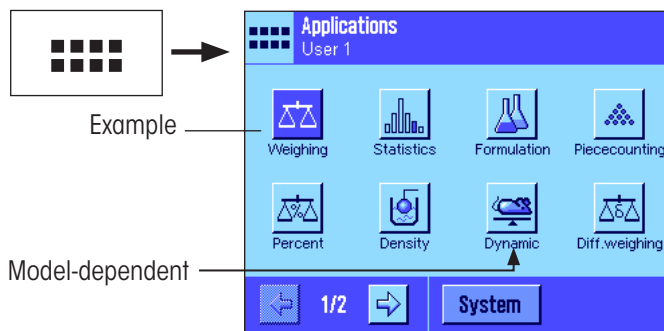 Applications
User 1
Example
Weighing Statistics Formulation Piececounting
Percent Density Dynamic Diff.weighing
Model-dependent
1/2 System